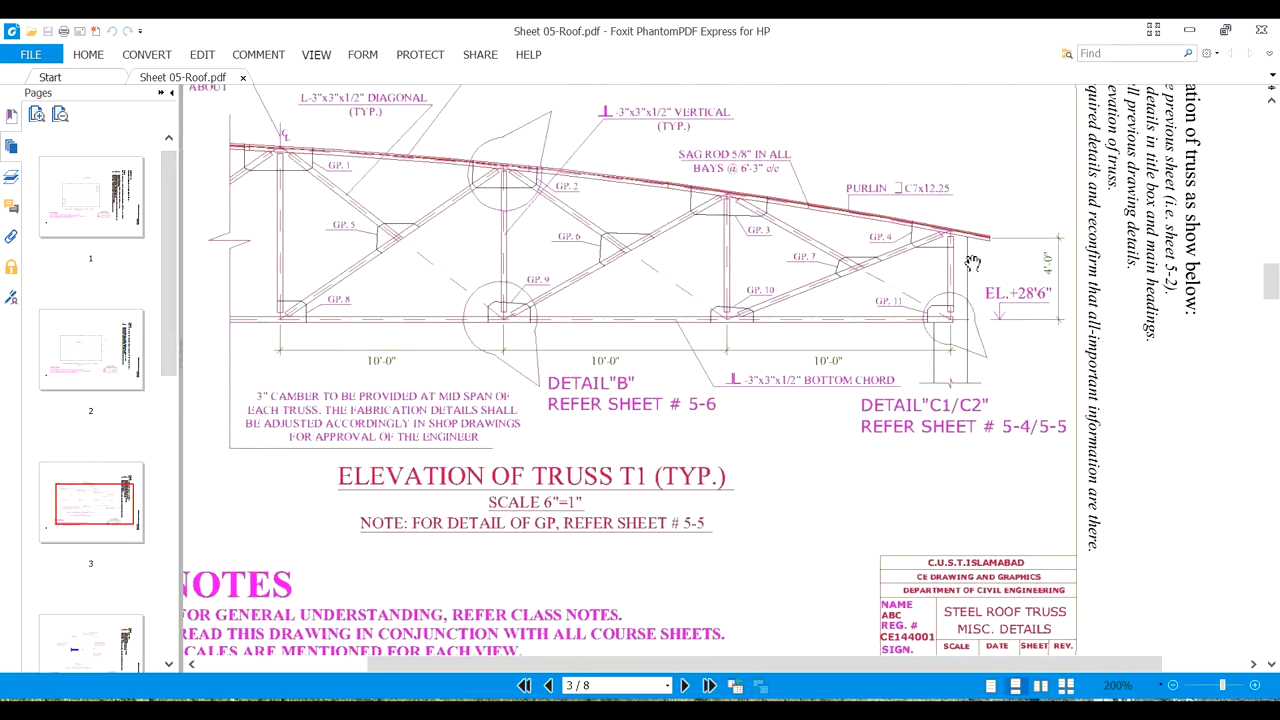 Sheet 05-Roof.pdf - Foxit PhantomPDF Express for HP
FILE HOME CONVERT EDIT COMMENT VIEW FORM PROTECT SHARE HELP
Find
Start
Sheet 05-Roof.pdf
Pages
1
2
3
ABOUT
L-3"x3"x1/2" DIAGONAL
(TYP.)
-3"x3"x1/2" VERTICAL
(TYP.)
SAG ROD 5/8" IN ALL
BAYS @ 6'-3" c/c
PURLIN C7x12.25
GP. 1
GP. 2
GP. 3
GP. 4
GP. 5
GP. 6
GP. 7
GP. 8
GP. 9
GP. 10
GP. 11
4'-0"
EL.+28'6"
10'-0"
10'-0"
10'-0"
-3"x3"x1/2" BOTTOM CHORD
DETAIL"B"
REFER SHEET # 5-6
DETAIL"C1/C2"
REFER SHEET # 5-4/5-5
3" CAMBER TO BE PROVIDED AT MID SPAN OF
EACH TRUSS. THE FABRICATION DETAILS SHALL
BE ADJUSTED ACCORDINGLY IN SHOP DRAWINGS
FOR APPROVAL OF THE ENGINEER
ELEVATION OF TRUSS T1 (TYP.)
SCALE 6"=1"
NOTE: FOR DETAIL OF GP, REFER SHEET # 5-5
NOTES
FOR GENERAL UNDERSTANDING, REFER CLASS NOTES.
READ THIS DRAWING IN CONJUNCTION WITH ALL COURSE SHEETS.
SCALES ARE MENTIONED FOR EACH VIEW.
C.U.S.T.ISLAMABAD
CE DRAWING AND GRAPHICS
DEPARTMENT OF CIVIL ENGINEERING
NAME
ABC
REG. #
CE144001
SIGN.
STEEL ROOF TRUSS
MISC. DETAILS
SCALE DATE SHEET REV.
ation of truss as show below:
e previous sheet (i.e. sheet 5-2).
details in tile box and main headings.
ll previous drawing details.
evation of truss.
quired details and reconfirm that all-important information are there.
3 / 8
200%